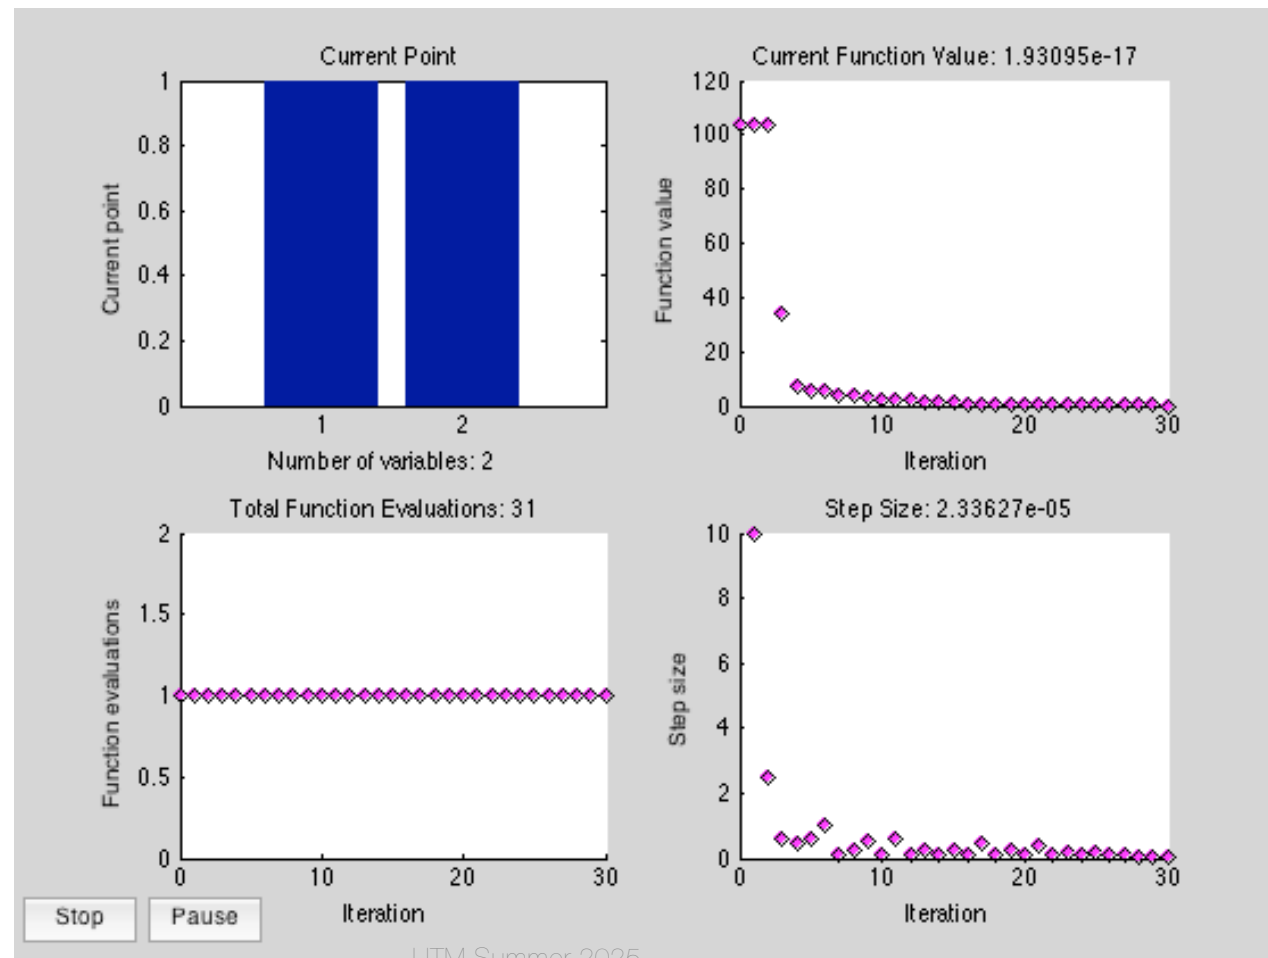 Current Point
1
0.8
0.6
0.4
0.2
0
Current point
1 2
Number of variables: 2
Current Function Value: 1.93095e-17
120
100
80
60
40
20
0
Function value
0 10 20 30
Iteration
Total Function Evaluations: 31
2
1.5
1
0.5
0
Function evaluations
0 10 20 30
Iteration
Step Size: 2.33627e-05
10
8
6
4
2
0
Step size
0 10 20 30
Iteration
Stop Pause
UTM Summer 2025